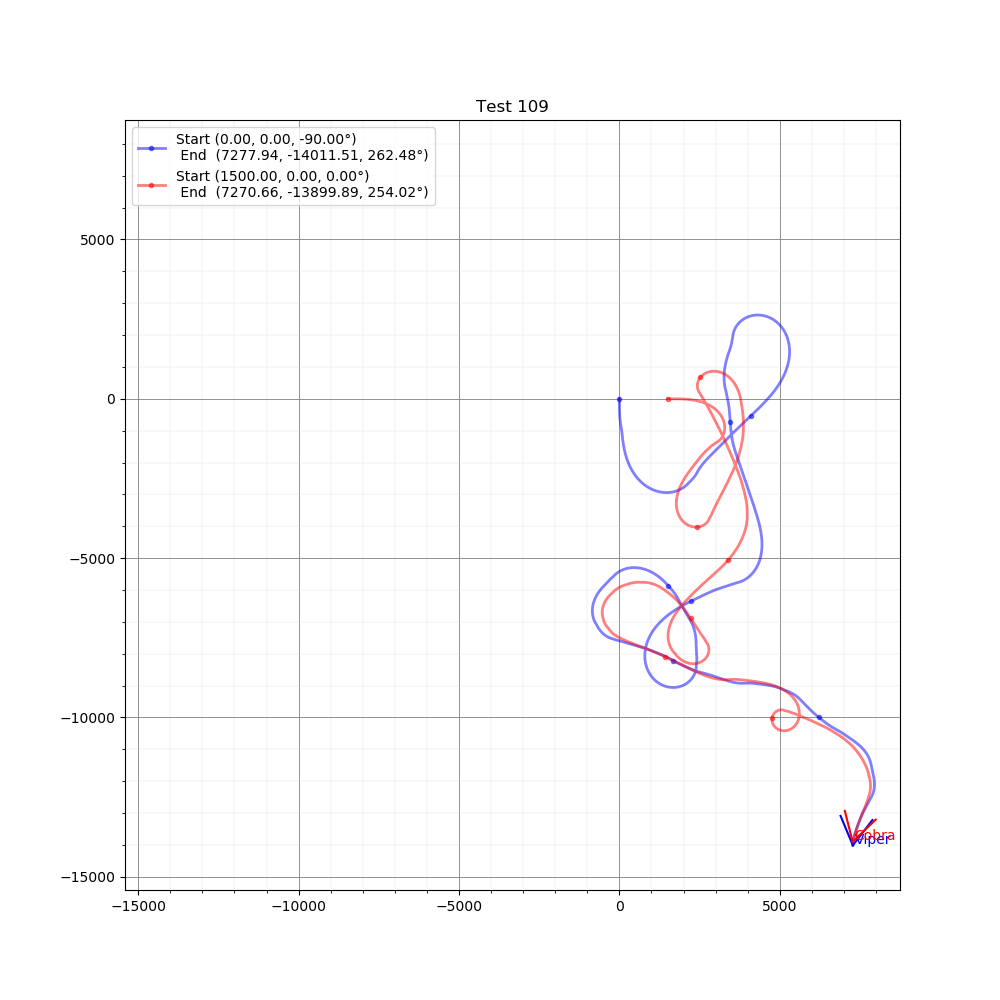 Test 109
Start (0.00, 0.00, -90.00°)
End (7277.94, -14011.51, 262.48°)
Start (1500.00, 0.00, 0.00°)
End (7270.66, -13899.89, 254.02°)
5000
0
−5000
−10000
−15000
Cobra
Viper
−15000
−10000
−5000
0
5000